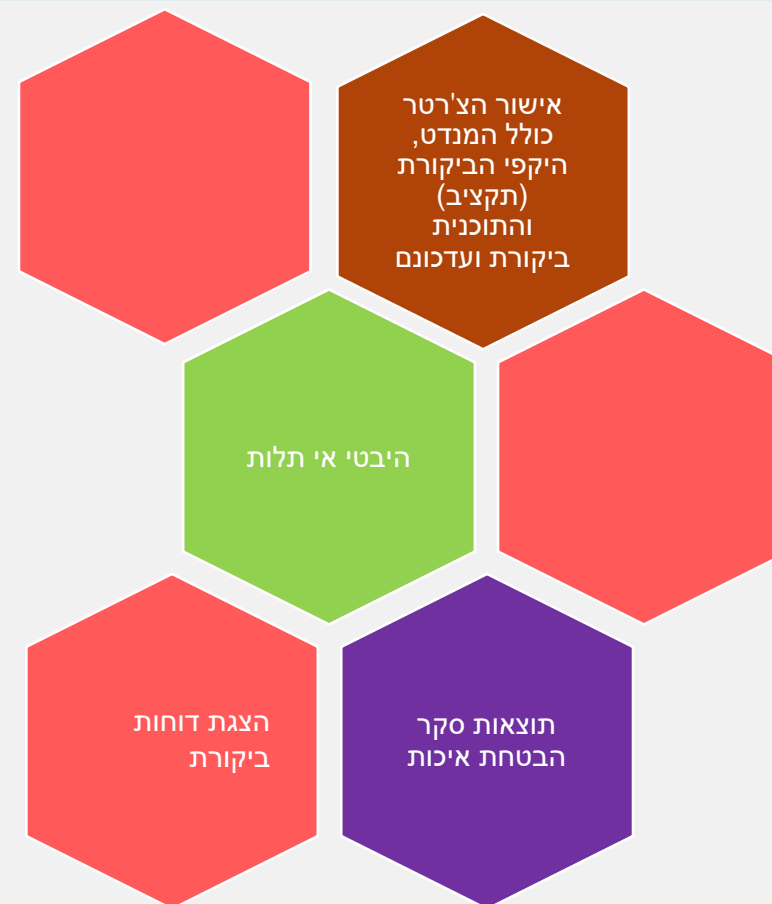 אישור הצ'רטר
כולל המנדט,
היקפי הביקורת
(תקציב)
והתוכנית
ביקורת ועדכונם
היבטי אי תלות
תוצאות סקר
הבטחת איכות
הצגת דוחות
ביקורת